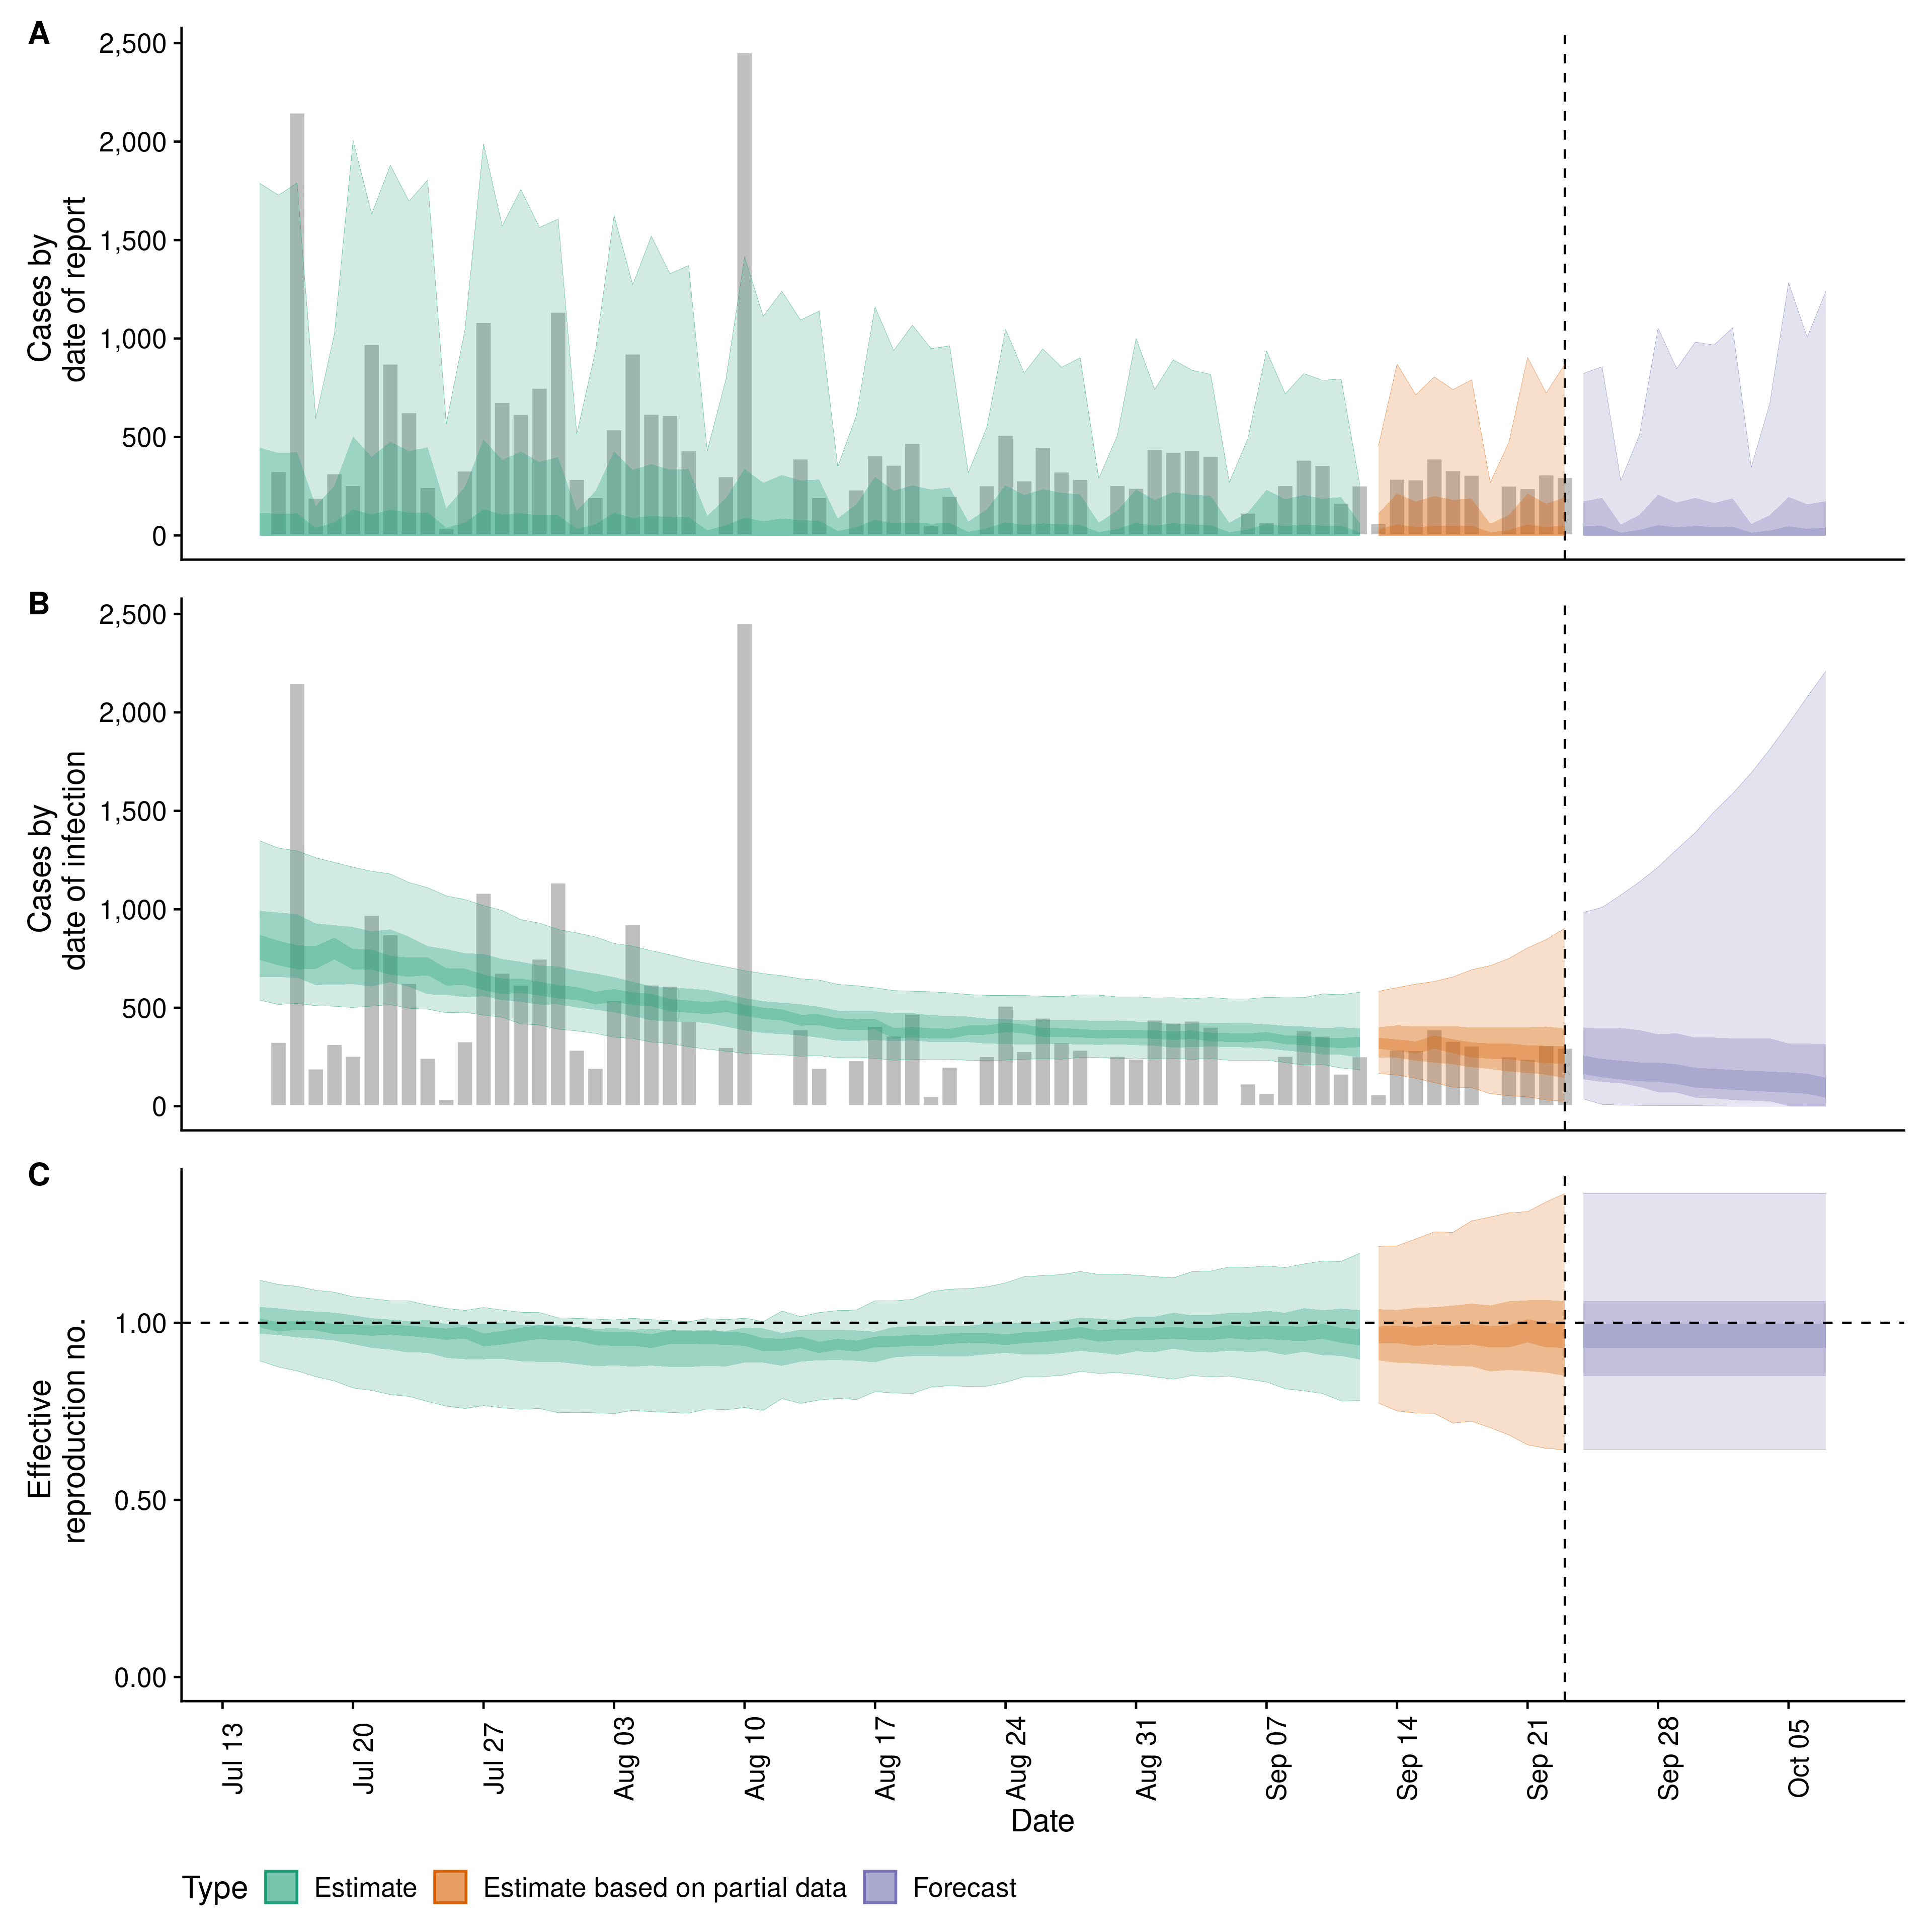 A
2,500
2,000
1,500
1,000
500
0
Cases by
date of report
B
2,500
2,000
1,500
1,000
500
0
Cases by
date of infection
C
1.00
0.50
0.00
Effective
reproduction no.
Jul 13
Jul 20
Jul 27
Aug 03
Aug 10
Aug 17
Aug 24
Aug 31
Sep 07
Sep 14
Sep 21
Sep 28
Oct 05
Date
Type Estimate Estimate based on partial data Forecast